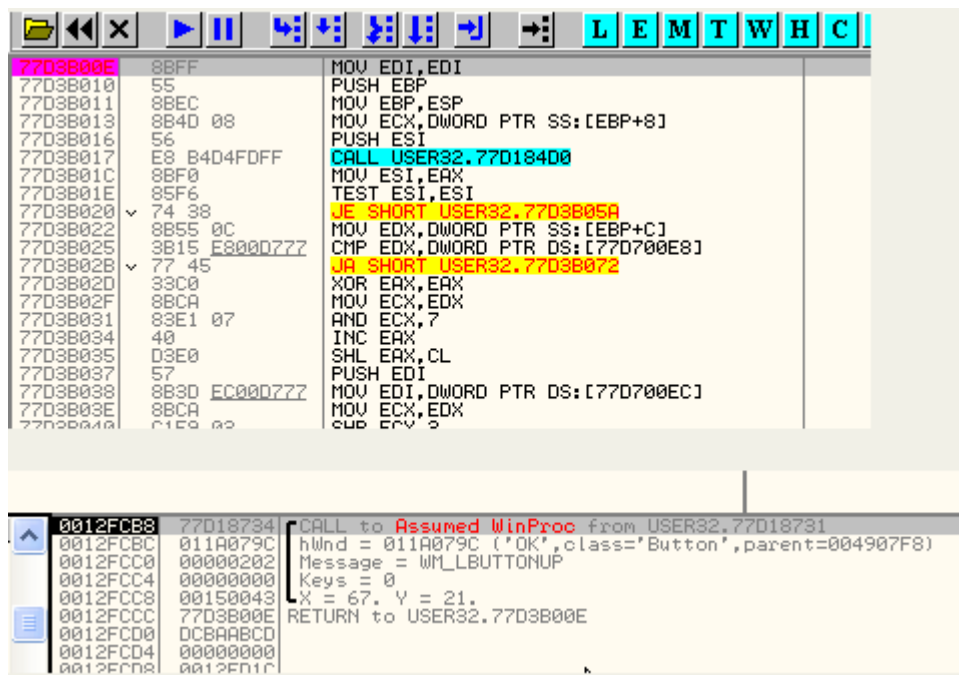 L E M T W H C
77D3B00E 8BFF MOV EDI,EDI
77D3B010 55 PUSH EBP
77D3B011 8BEC MOV EBP,ESP
77D3B013 8B4D 08 MOV ECX,DWORD PTR SS:[EBP+8]
77D3B016 56 PUSH ESI
77D3B017 E8 B4D4FDFF CALL USER32.77D184D0
77D3B01C 8BF0 MOV ESI,EAX
77D3B01E 85F6 TEST ESI,ESI
77D3B020 74 38 JE SHORT USER32.77D3B05A
77D3B022 8B55 0C MOV EDX,DWORD PTR SS:[EBP+C]
77D3B025 3B15 E800D777 CMP EDX,DWORD PTR DS:[77D700E8]
77D3B02B 77 45 JA SHORT USER32.77D3B072
77D3B02D 33C0 XOR EAX,EAX
77D3B02F 8BCA MOV ECX,EDX
77D3B031 83E1 07 AND ECX,7
77D3B034 40 INC EAX
77D3B035 D3E0 SHL EAX,CL
77D3B037 57 PUSH EDI
77D3B038 8B3D EC00D777 MOV EDI,DWORD PTR DS:[77D700EC]
77D3B03E 8BCA MOV ECX,EDX
77D3B040 C1E9 03 SHR ECX,3
0012FCB8 77D18734 CALL to Assumed WinProc from USER32.77D18731
0012FCBC 011A079C hWnd = 011A079C ('OK',class='Button',parent=004907F8)
0012FCC0 00000202 Message = WM_LBUTTONUP
0012FCC4 00000000 Keys = 0
0012FCC8 00150043 X = 67. Y = 21.
0012FCCC 77D3B00E RETURN to USER32.77D3B00E
0012FCD0 DCBAABCD
0012FCD4 00000000
0012FCD8 0012FD1C